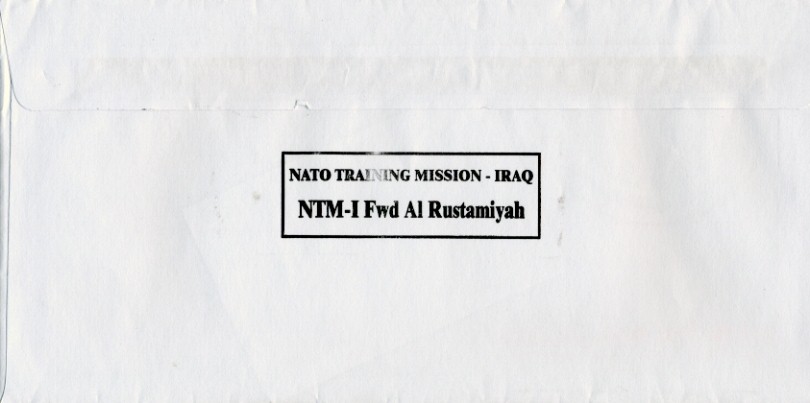 NATO TRAINING MISSION - IRAQ
NTM-I Fwd Al Rustamiyah